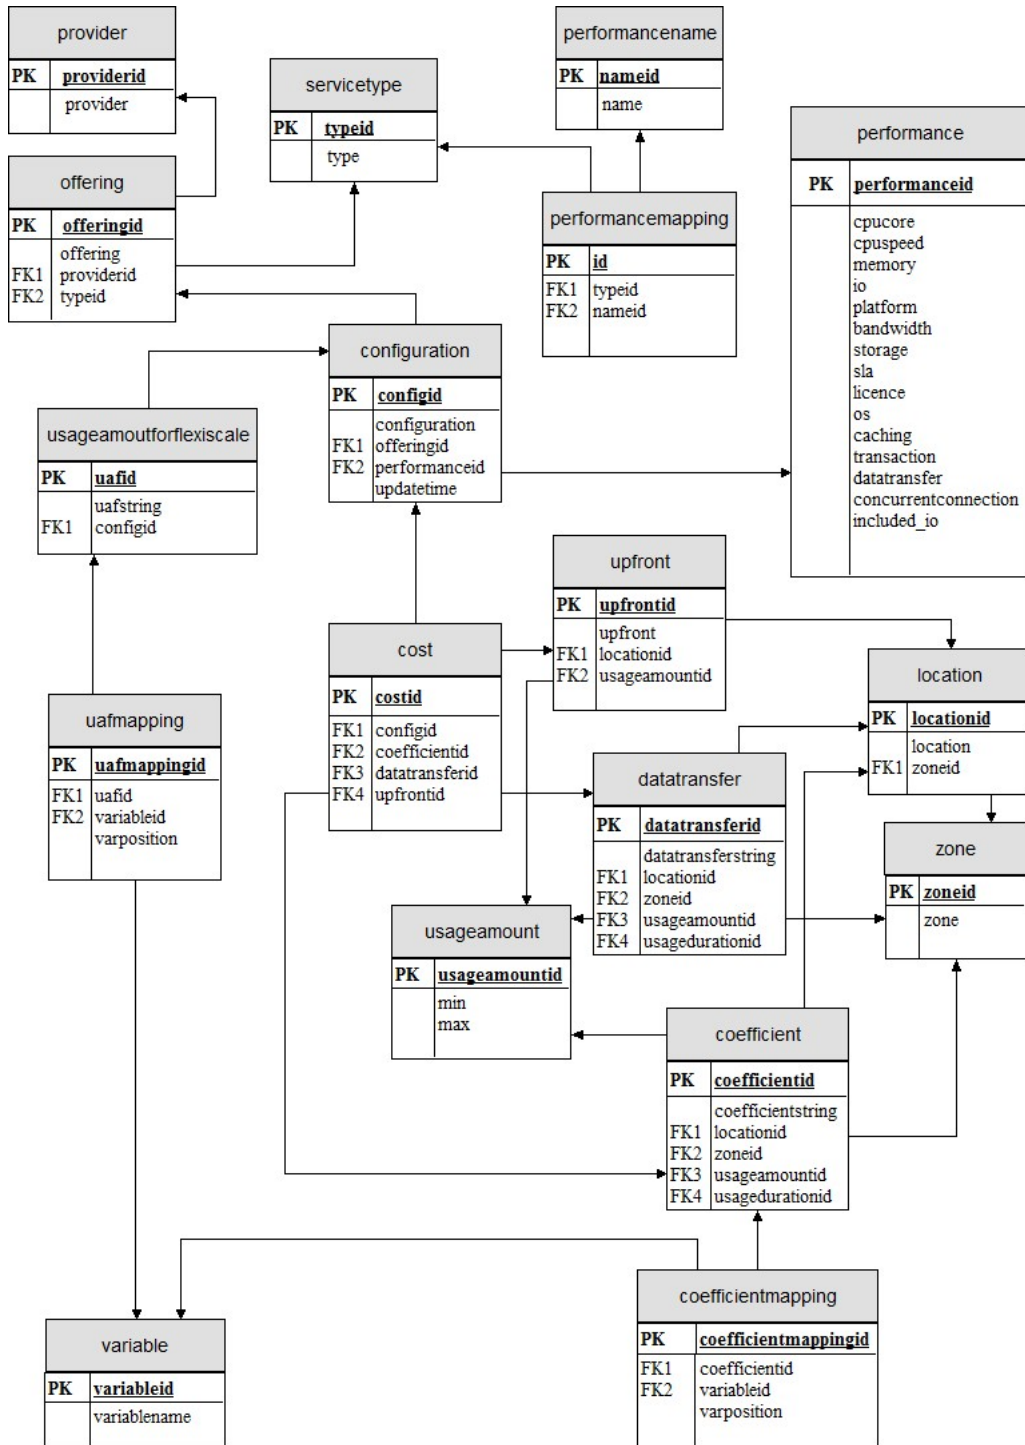 provider
PK providerid
provider
performancename
PK nameid
name
servicetype
PK typeid
type
performance
PK performanceid
cpucore
cpuspeed
memory
io
platform
bandwidth
storage
sla
licence
os
caching
transaction
datatransfer
concurrentconnection
included_io
offering
PK offeringid
offering
FK1 providerid
FK2 typeid
performancemapping
PK id
FK1 typeid
FK2 nameid
configuration
PK configid
configuration
FK1 offeringid
FK2 performanceid
updatetime
usageamoutforflexiscale
PK uafid
uafstring
FK1 configid
upfront
PK upfrontid
upfront
FK1 locationid
FK2 usageamountid
cost
PK costid
FK1 configid
FK2 coefficientid
FK3 datatransferid
FK4 upfrontid
location
PK locationid
location
FK1 zoneid
uafmapping
PK uafmappingid
FK1 uafid
FK2 variableid
varposition
datatransfer
PK datatransferid
datatransferstring
FK1 locationid
FK2 zoneid
FK3 usageamountid
FK4 usagedurationid
zone
PK zoneid
zone
usageamount
PK usageamountid
min
max
coefficient
PK coefficientid
coefficientstring
FK1 locationid
FK2 zoneid
FK3 usageamountid
FK4 usagedurationid
coefficientmapping
PK coefficientmappingid
FK1 coefficientid
FK2 variableid
varposition
variable
PK variableid
variablename